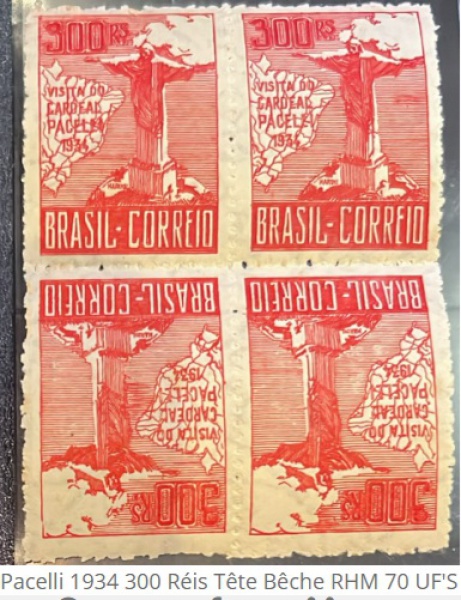 300 RS
VISITA DO
CARDEAL
PACELLI
1934
BRASIL-CORREIO
300 RS
VISITA DO
CARDEAL
PACELLI
1934
BRASIL-CORREIO
BRASIL-CORREIO
1934
PACELLI
CARDEAL
VISITA DO
300 RS
BRASIL-CORREIO
1934
PACELLI
CARDEAL
VISITA DO
300 RS
Pacelli 1934 300 Réis Tête Bêche RHM 70 UF'S